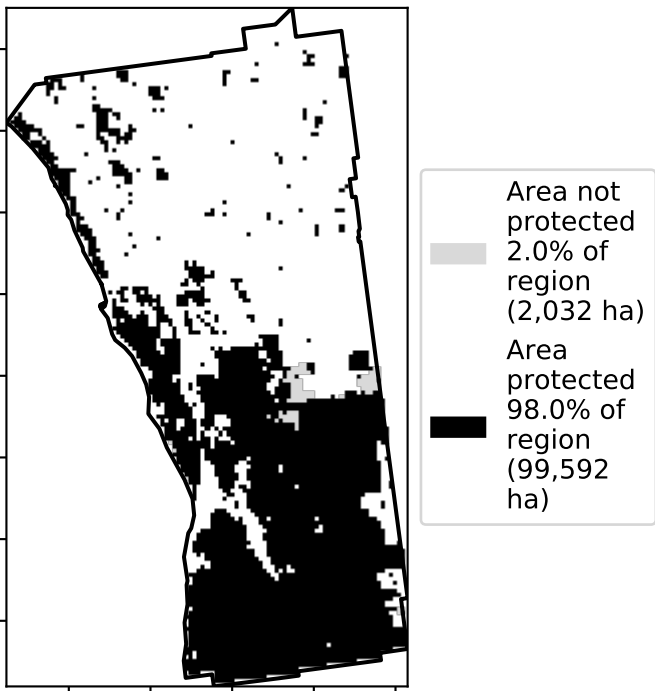 Area not
protected
2.0% of
region
(2,032 ha)
Area
protected
98.0% of
region
(99,592
ha)